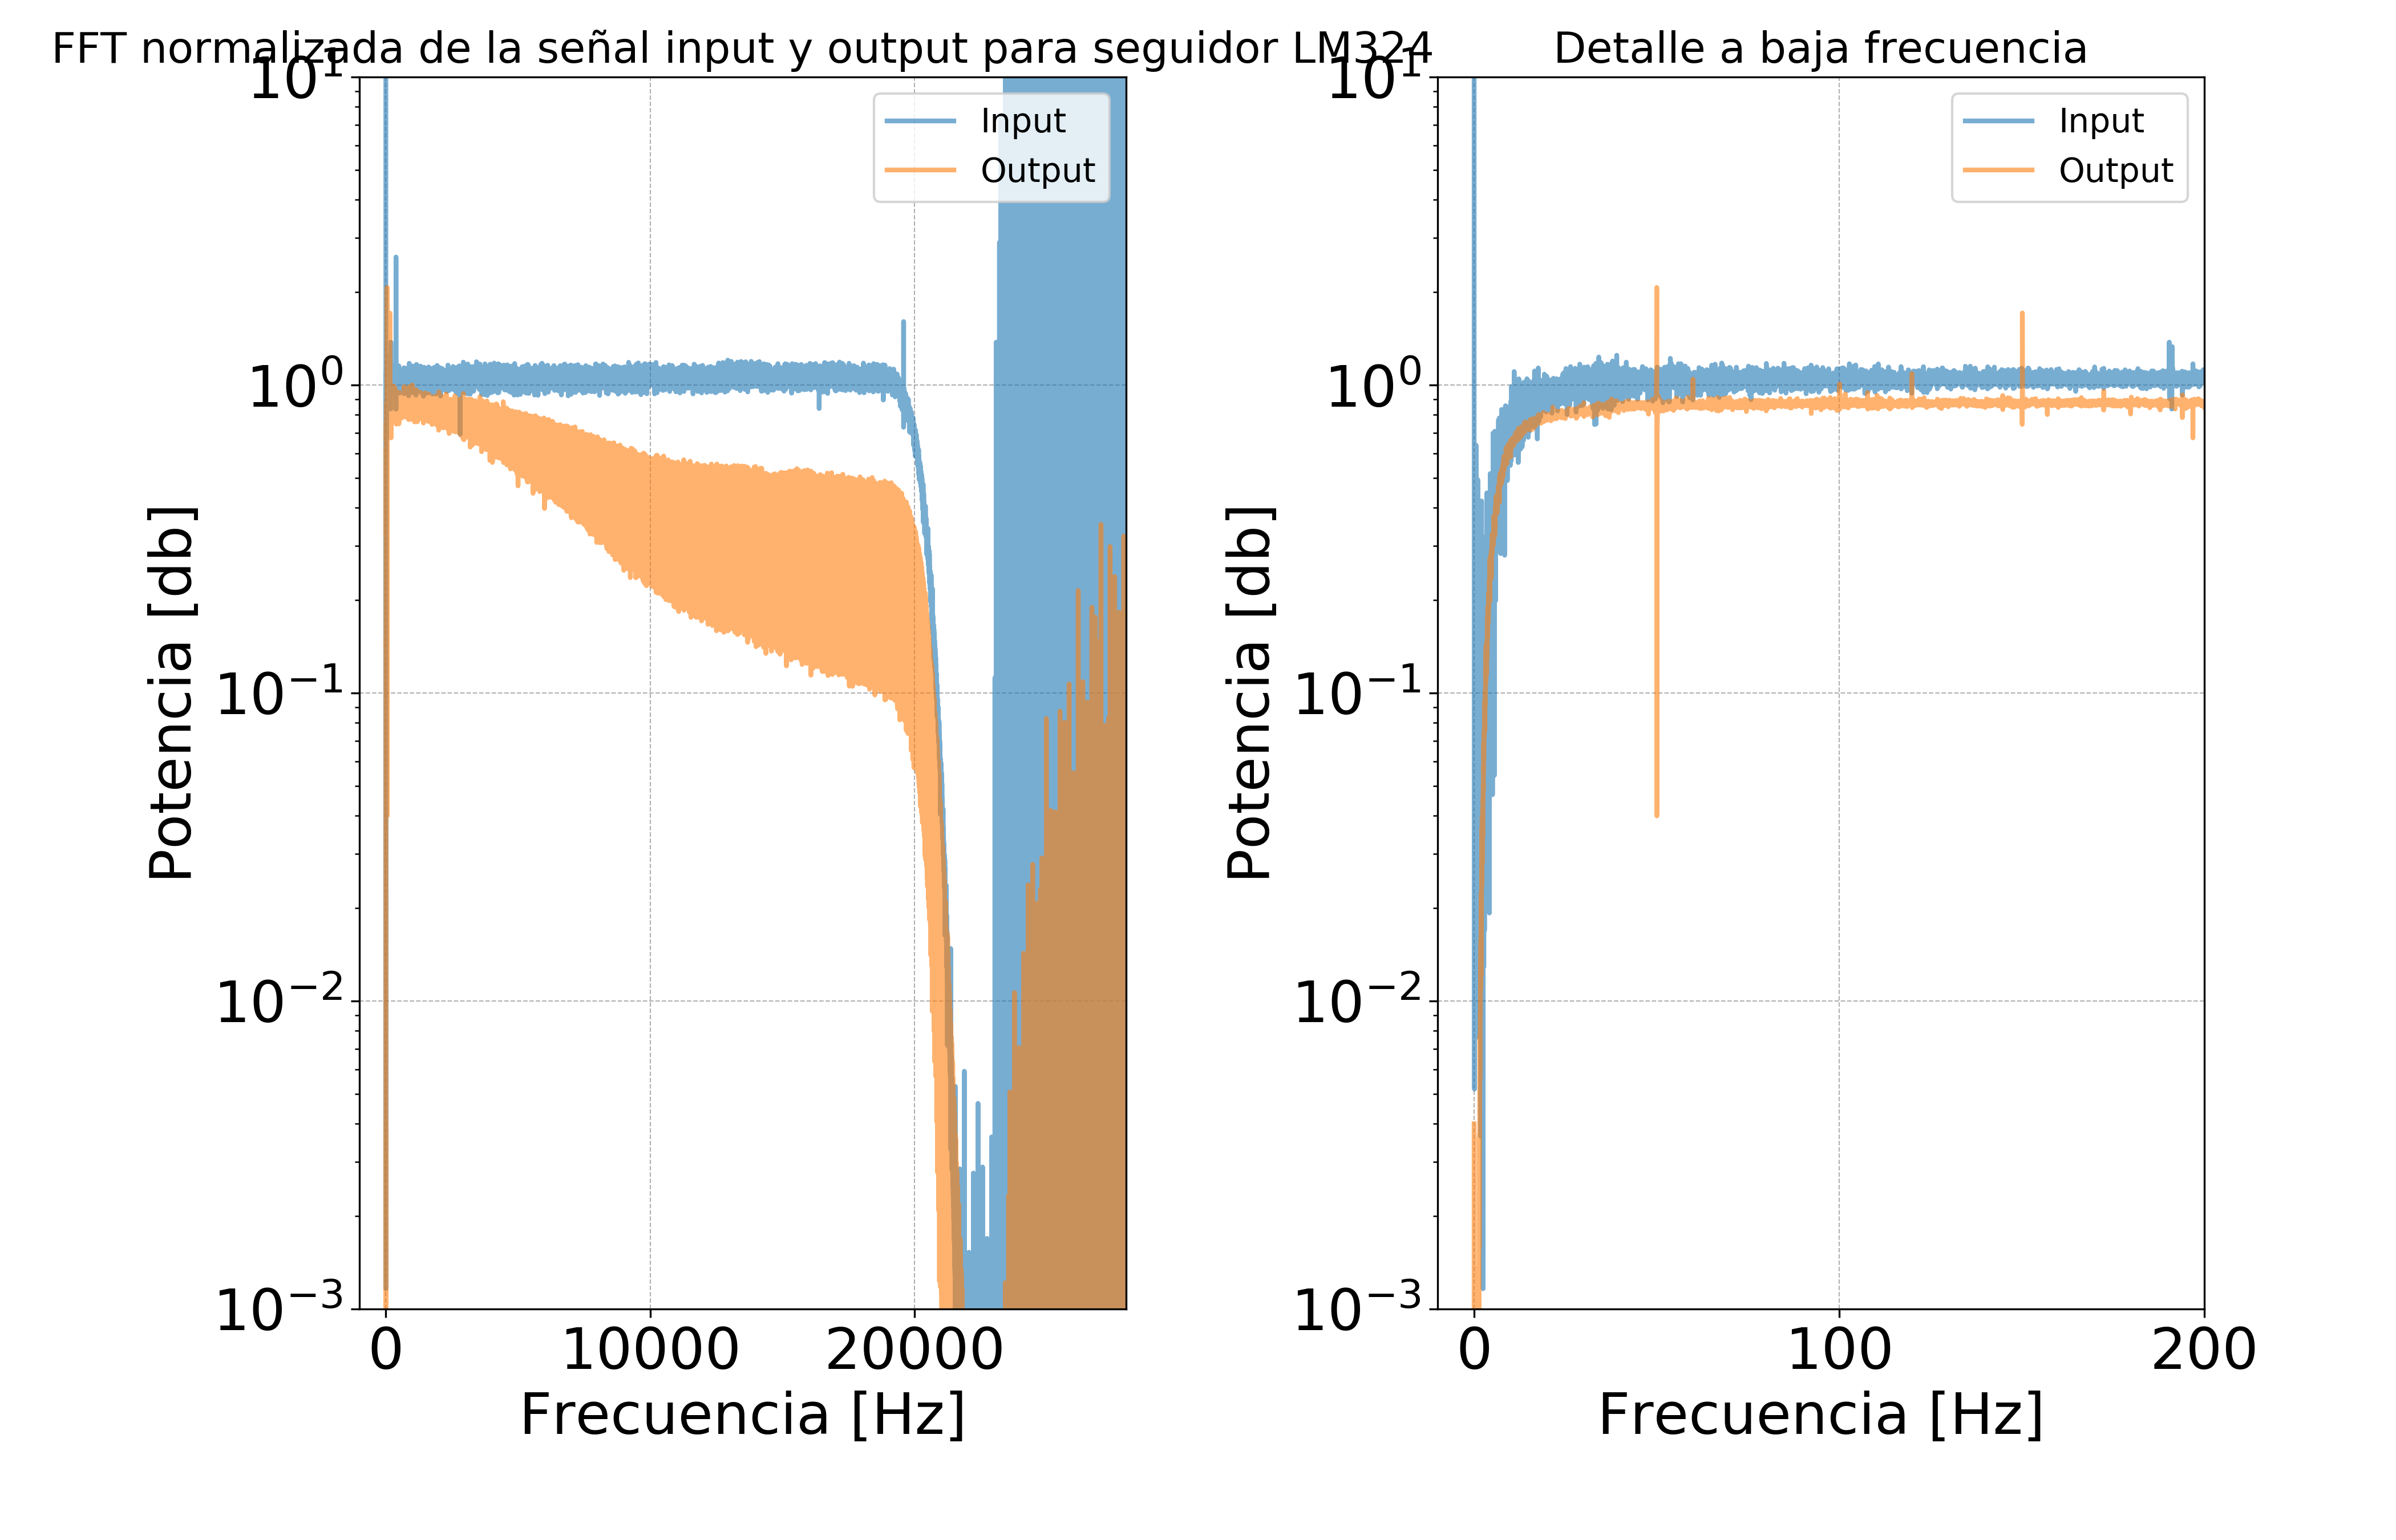 FFT normalizada de la señal input y output para seguidor LM324
Input
Output
Potencia [db]
10¹
10⁰
10⁻¹
10⁻²
10⁻³
0 10000 20000
Frecuencia [Hz]
Detalle a baja frecuencia
Input
Output
Potencia [db]
10¹
10⁰
10⁻¹
10⁻²
10⁻³
0 100 200
Frecuencia [Hz]